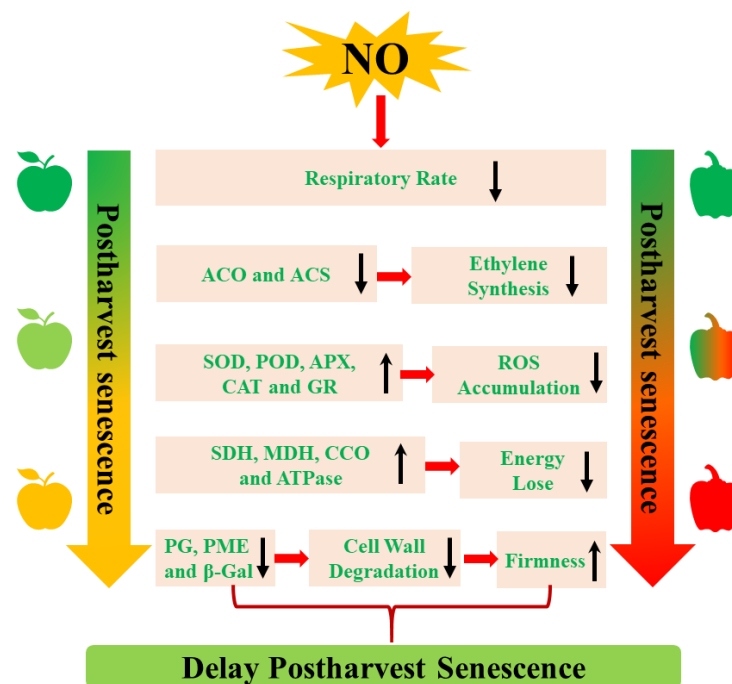 NO
Postharvest senescence
Respiratory Rate
ACO and ACS
Ethylene
Synthesis
SOD, POD, APX,
CAT and GR
ROS
Accumulation
SDH, MDH, CCO
and ATPase
Energy
Lose
PG, PME
and β-Gal
Cell Wall
Degradation
Firmness
Postharvest senescence
Delay Postharvest Senescence